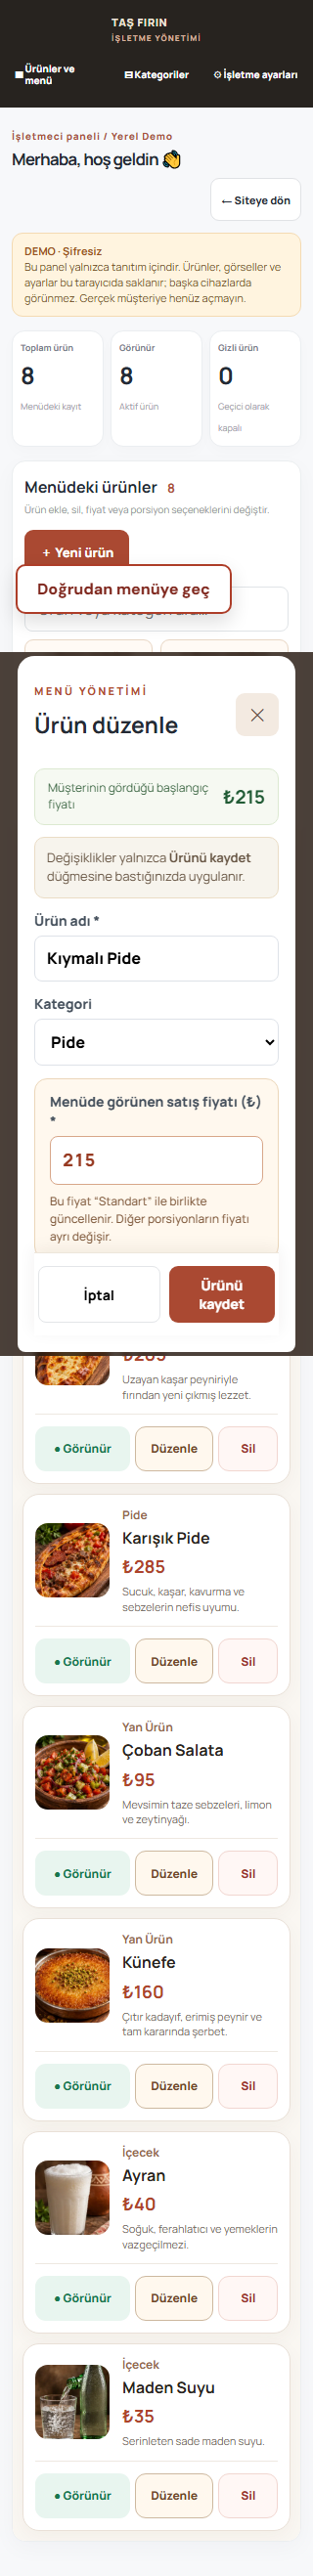 TAŞ FIRIN
İŞLETME YÖNETİMİ
Ürünler ve
menü
Kategoriler
İşletme ayarları
İşletmeci paneli / Yerel Demo
Merhaba, hoş geldin 👋
← Siteye dön
DEMO · Şifresiz
Bu panel yalnızca tanıtım içindir. Ürünler, görseller ve
ayarlar bu tarayıcıda saklanır; başka cihazlarda
görünmez. Gerçek müşteriye henüz açmayın.
Toplam ürün
8
Menüdeki kayıt
Görünür
8
Aktif ürün
Gizli ürün
0
Geçici olarak
kapalı
Menüdeki ürünler 8
Ürün ekle, sil, fiyat veya porsiyon seçeneklerini değiştir.
+ Yeni ürün
Doğrudan menüye geç
MENÜ YÖNETİMİ
Ürün düzenle
Müşterinin gördüğü başlangıç
fiyatı
₺215
Değişiklikler yalnızca Ürünü kaydet
düğmesine bastığınızda uygulanır.
Ürün adı *
Kıymalı Pide
Kategori
Pide
Menüde görünen satış fiyatı (₺)
*
215
Bu fiyat “Standart” ile birlikte
güncellenir. Diğer porsiyonların fiyatı
ayrı değişir.
İptal
Ürünü
kaydet
Uzayan kaşar peyniriyle
fırından yeni çıkmış lezzet.
● Görünür
Düzenle
Sil
Pide
Karışık Pide
₺285
Sucuk, kaşar, kavurma ve
sebzelerin nefis uyumu.
● Görünür
Düzenle
Sil
Yan Ürün
Çoban Salata
₺95
Mevsimin taze sebzeleri, limon
ve zeytinyağı.
● Görünür
Düzenle
Sil
Yan Ürün
Künefe
₺160
Çıtır kadayıf, erimiş peynir ve
tam kararında şerbet.
● Görünür
Düzenle
Sil
İçecek
Ayran
₺40
Soğuk, ferahlatıcı ve yemeklerin
vazgeçilmezi.
● Görünür
Düzenle
Sil
İçecek
Maden Suyu
₺35
Serinleten sade maden suyu.
● Görünür
Düzenle
Sil